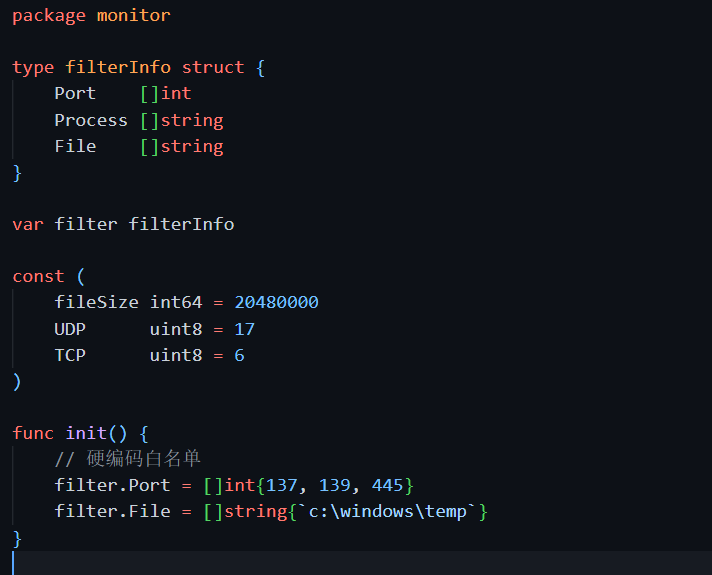 package monitor
type filterInfo struct {
    Port    []int
    Process []string
    File    []string
}
var filter filterInfo
const (
    fileSize int64 = 20480000
    UDP      uint8 = 17
    TCP      uint8 = 6
)
func init() {
    // 硬编码白名单
    filter.Port = []int{137, 139, 445}
    filter.File = []string{`c:\windows\temp`}
}